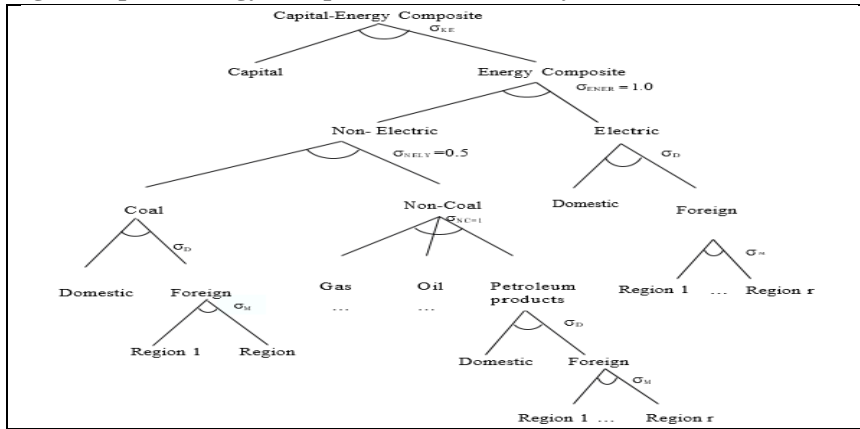 Capital-Energy Composite
σKE
Capital
Energy Composite
σENER = 1.0
Non- Electric
Electric
σNELY =0.5
σD
Coal
Non-Coal
Domestic
Foreign
σNC=1
σD
Domestic
Foreign
Gas
Oil
Petroleum
products
Region 1 ... Region r
...
...
σM
σD
Region 1
Region
Domestic
Foreign
σM
Region 1 ... Region r